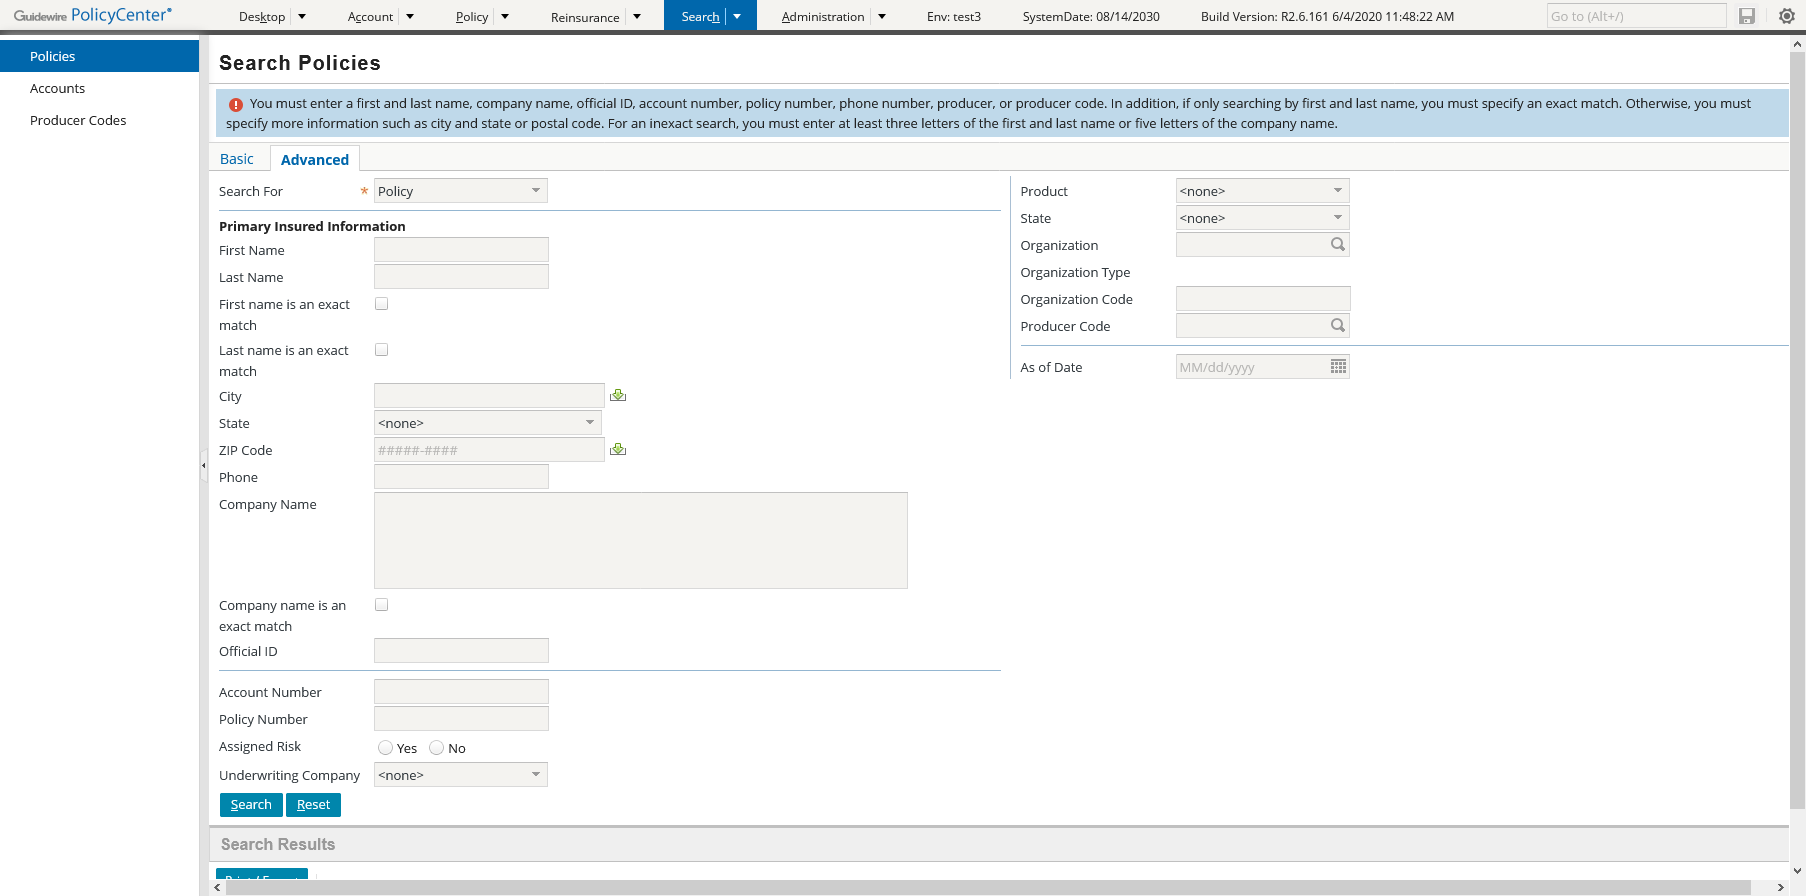 Guidewire PolicyCenter®
Desktop
Account
Policy
Reinsurance
Search
Administration
Env: test3
SystemDate: 08/14/2030
Build Version: R2.6.161 6/4/2020 11:48:22 AM
Go to (Alt+/)
Policies
Accounts
Producer Codes
Search Policies
You must enter a first and last name, company name, official ID, account number, policy number, phone number, producer, or producer code. In addition, if only searching by first and last name, you must specify an exact match. Otherwise, you must
specify more information such as city and state or postal code. For an inexact search, you must enter at least three letters of the first and last name or five letters of the company name.
Basic
Advanced
Search For * Policy
Primary Insured Information
First Name
Last Name
First name is an exact
match
Last name is an exact
match
City
State <none>
ZIP Code #####-####
Phone
Company Name
Company name is an
exact match
Official ID
Account Number
Policy Number
Assigned Risk Yes No
Underwriting Company <none>
Search
Reset
Product <none>
State <none>
Organization
Organization Type
Organization Code
Producer Code
As of Date MM/dd/yyyy
Search Results